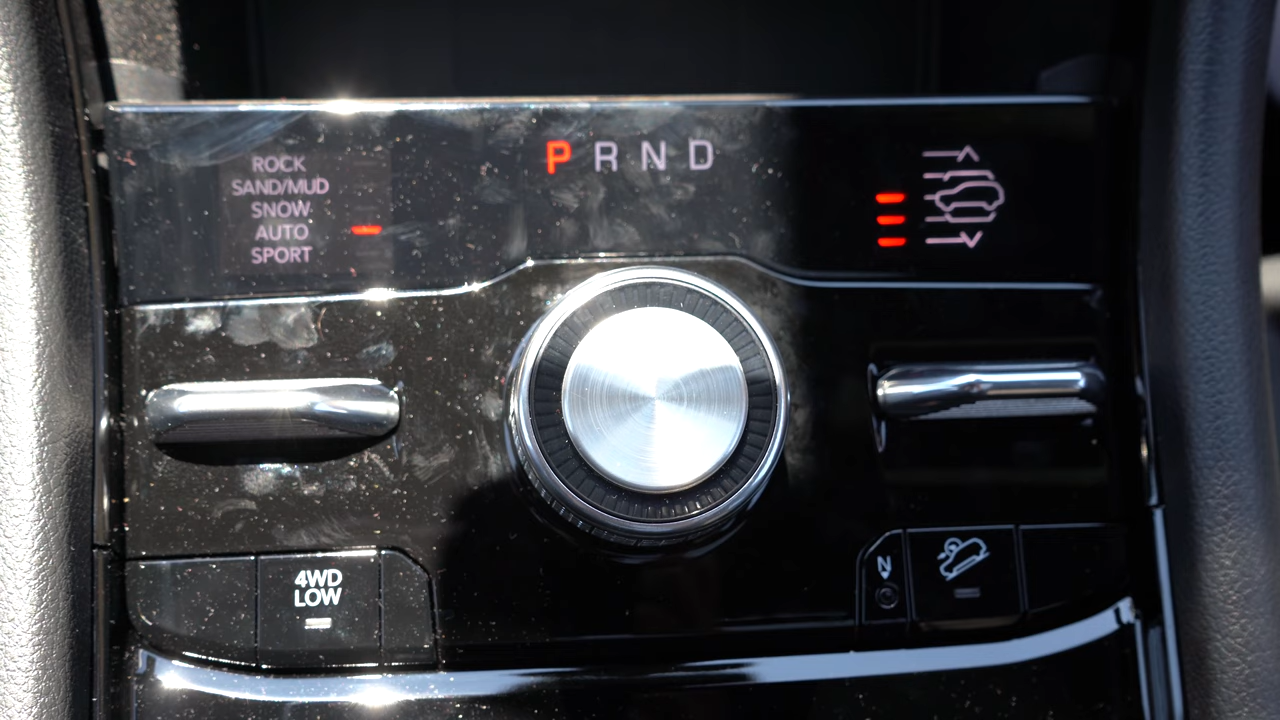 ROCK
SAND/MUD
SNOW
AUTO
SPORT
P R N D
4WD
LOW
N